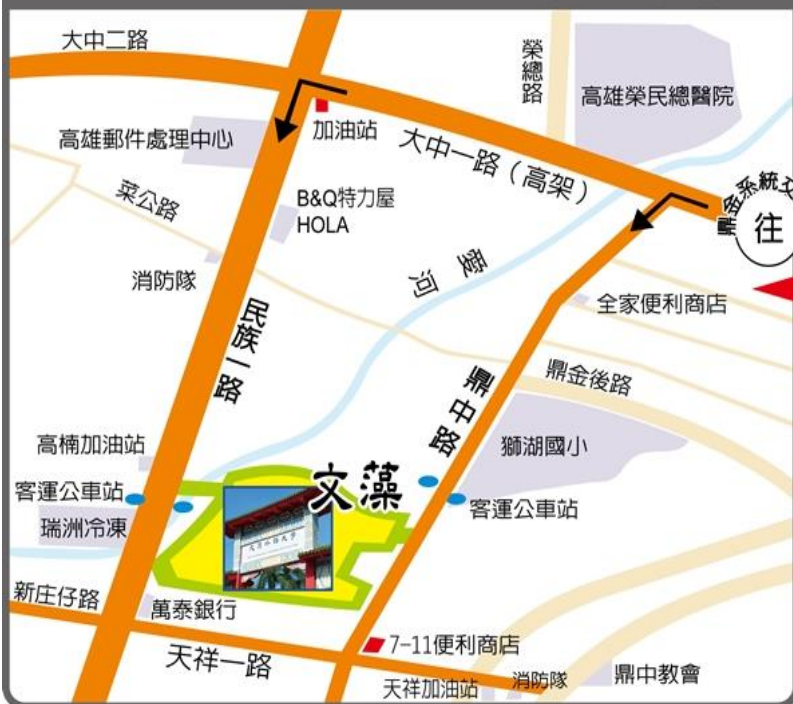 大中二路
榮總路
高雄榮民總醫院
高雄郵件處理中心
加油站
大中一路（高架）
鼎金系統交
往
菜公路
B&Q特力屋
HOLA
愛河
消防隊
全家便利商店
民族一路
鼎金後路
鼎中路
高楠加油站
文藻
獅湖國小
客運公車站
客運公車站
瑞洲冷凍
新庄仔路
萬泰銀行
天祥一路
7-11便利商店
天祥加油站
消防隊
鼎中教會